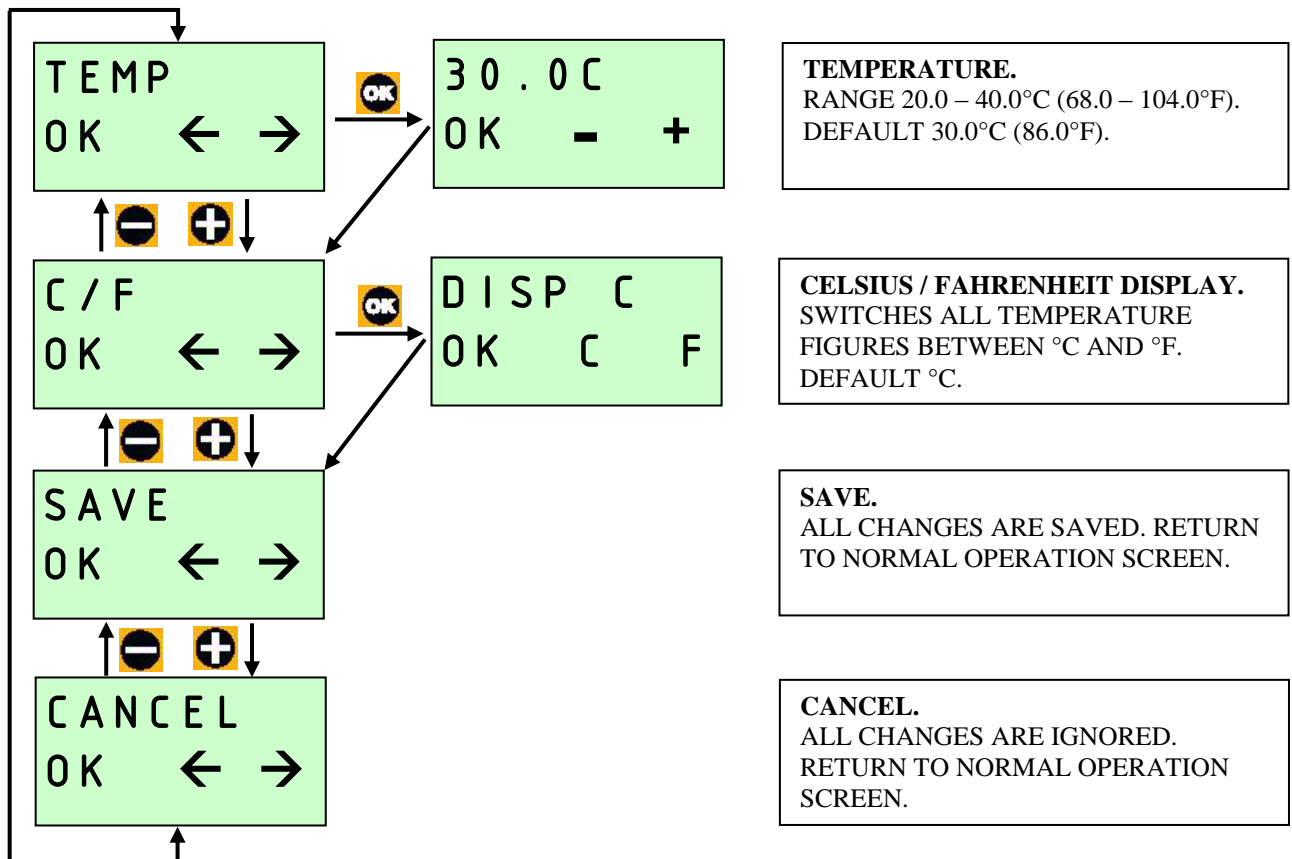 TEMP
OK ← →
OK
30.0C
OK - +
TEMPERATURE.
RANGE 20.0 – 40.0°C (68.0 – 104.0°F).
DEFAULT 30.0°C (86.0°F).
C/F
OK ← →
OK
DISP C
OK C F
CELSIUS / FAHRENHEIT DISPLAY.
SWITCHES ALL TEMPERATURE
FIGURES BETWEEN °C AND °F.
DEFAULT °C.
SAVE
OK ← →
SAVE.
ALL CHANGES ARE SAVED. RETURN
TO NORMAL OPERATION SCREEN.
CANCEL
OK ← →
CANCEL.
ALL CHANGES ARE IGNORED.
RETURN TO NORMAL OPERATION
SCREEN.